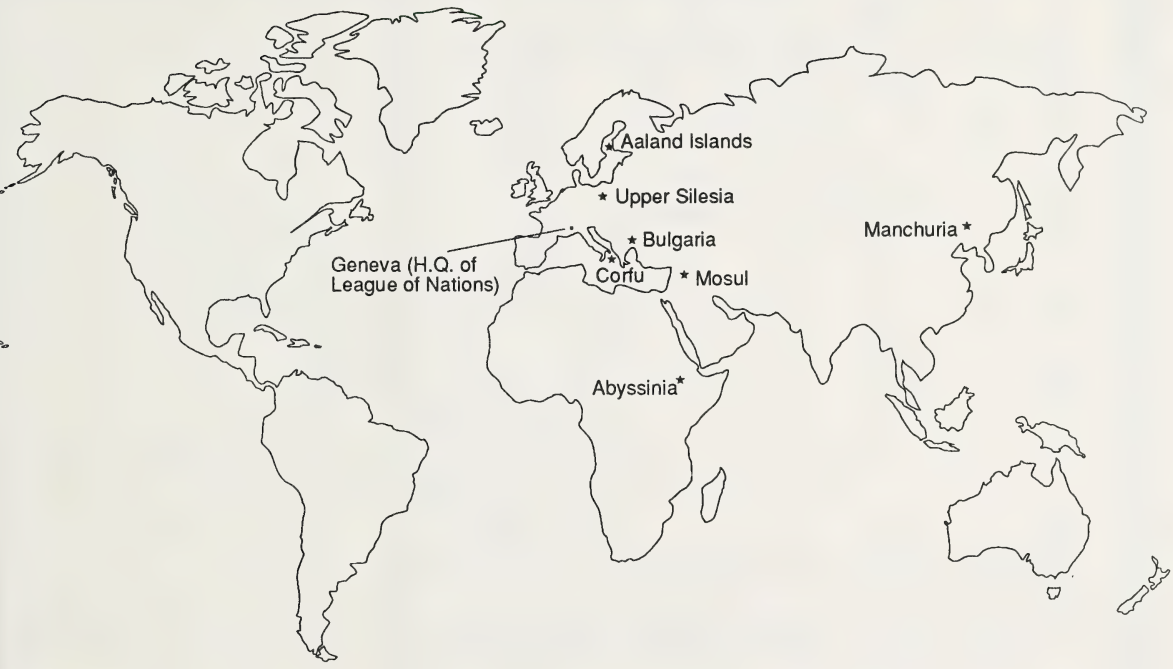 Aaland Islands
Upper Silesia
Manchuria
Bulgaria
Geneva (H.Q. of
League of Nations)
Corfu
Mosul
Abyssinia